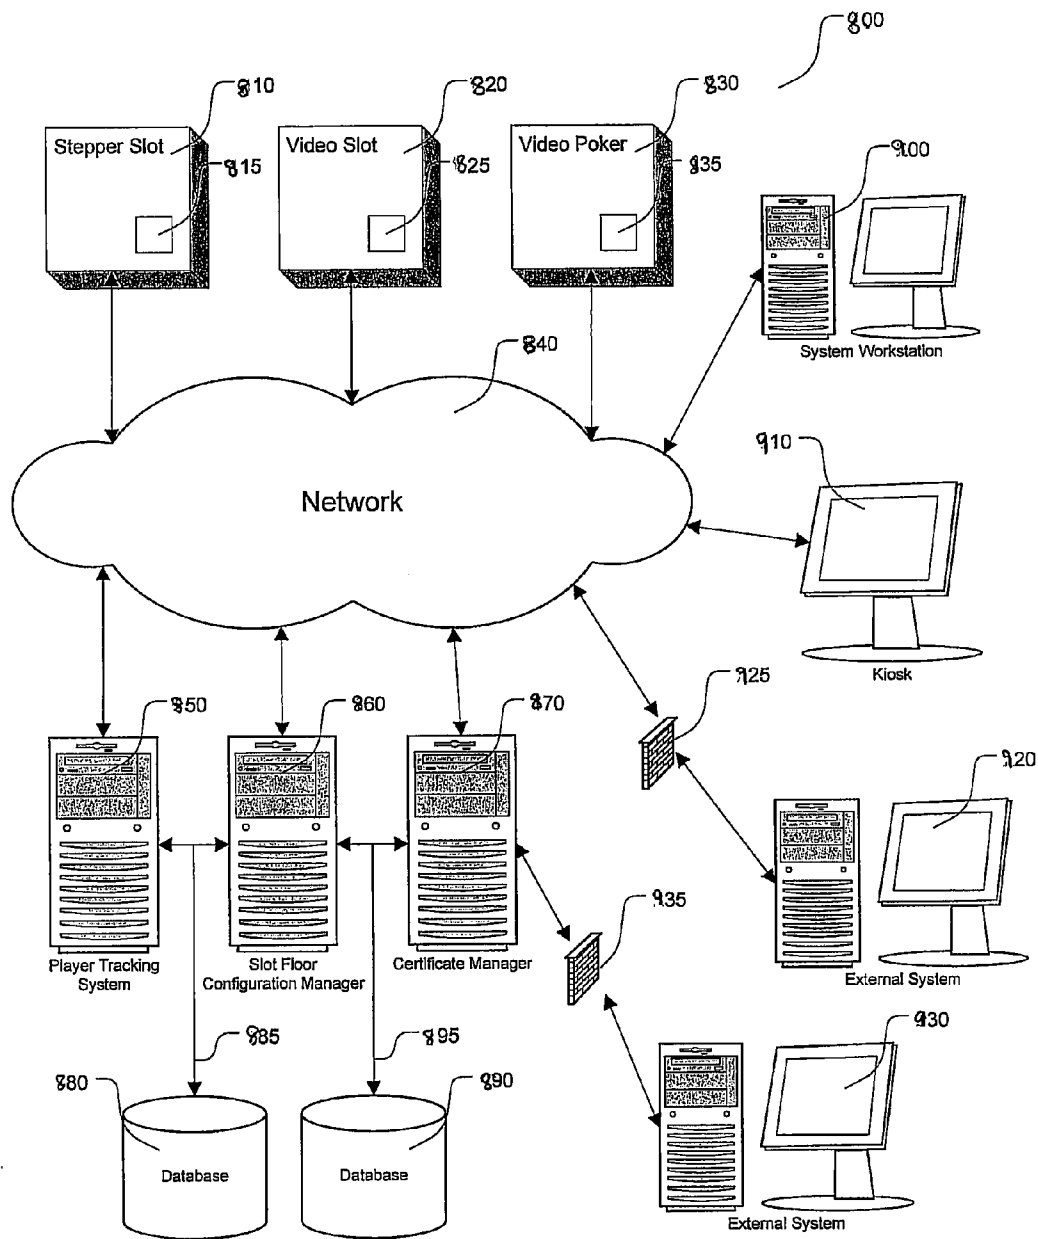 800
810
820
830
Stepper Slot
Video Slot
Video Poker
815
825
835
900
System Workstation
840
910
Network
Kiosk
925
850
860
870
920
935
Player Tracking
System
Slot Floor
Configuration Manager
Certificate Manager
External System
930
885
895
880
890
Database
Database
External System